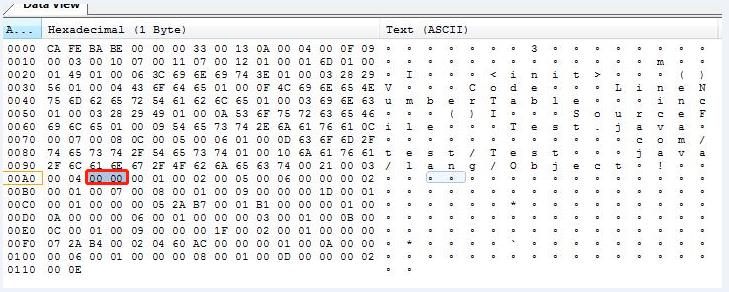 Data View
A... Hexadecimal (1 Byte) Text (ASCII)
0000 CA FE BA BE 00 00 00 33 00 13 0A 00 04 00 0F 09 ° ° ° ° ° ° ° 3 ° ° ° ° ° ° ° °
0010 00 03 00 10 07 00 11 07 00 12 01 00 01 6D 01 00 ° ° ° ° ° ° ° ° ° ° ° ° ° m ° °
0020 01 49 01 00 06 3C 69 6E 69 74 3E 01 00 03 28 29 ° I ° ° ° < i n i t > ° ° ° ( )
0030 56 01 00 04 43 6F 64 65 01 00 0F 4C 69 6E 65 4E V ° ° ° C o d e ° ° ° L i n e N
0040 75 6D 62 65 72 54 61 62 6C 65 01 00 03 69 6E 63 u m b e r T a b l e ° ° ° i n c
0050 01 00 03 28 29 49 01 00 0A 53 6F 75 72 63 65 46 ° ° ° ( ) I ° ° ° S o u r c e F
0060 69 6C 65 01 00 09 54 65 73 74 2E 6A 61 76 61 0C i l e ° ° ° T e s t . j a v a °
0070 00 07 00 08 0C 00 05 00 06 01 00 0D 63 6F 6D 2F ° ° ° ° ° ° ° ° ° ° ° ° c o m /
0080 74 65 73 74 2F 54 65 73 74 01 00 10 6A 61 76 61 t e s t / T e s t ° ° ° j a v a
0090 2F 6C 61 6E 67 2F 4F 62 6A 65 63 74 00 21 00 03 / l a n g / O b j e c t ° ! ° °
00A0 00 04 00 00 00 01 00 02 00 05 00 06 00 00 00 02 ° ° ° ° ° ° ° ° ° ° ° ° ° ° ° °
00B0 00 01 00 07 00 08 00 01 00 09 00 00 00 1D 00 01 ° ° ° ° ° ° ° ° ° ° ° ° ° ° ° °
00C0 00 01 00 00 00 05 2A B7 00 01 B1 00 00 00 01 00 ° ° ° ° ° ° * ° ° ° ° ° ° ° ° °
00D0 0A 00 00 00 06 00 01 00 00 00 03 00 01 00 0B 00 ° ° ° ° ° ° ° ° ° ° ° ° ° ° ° °
00E0 0C 00 01 00 09 00 00 00 1F 00 02 00 01 00 00 00 ° ° ° ° ° ° ° ° ° ° ° ° ° ° ° °
00F0 07 2A B4 00 02 04 60 AC 00 00 00 01 00 0A 00 00 ° * ° ° ° ° ` ° ° ° ° ° ° ° ° °
0100 00 06 00 01 00 00 00 08 00 01 00 0D 00 00 00 02 ° ° ° ° ° ° ° ° ° ° ° ° ° ° ° °
0110 00 0E ° °